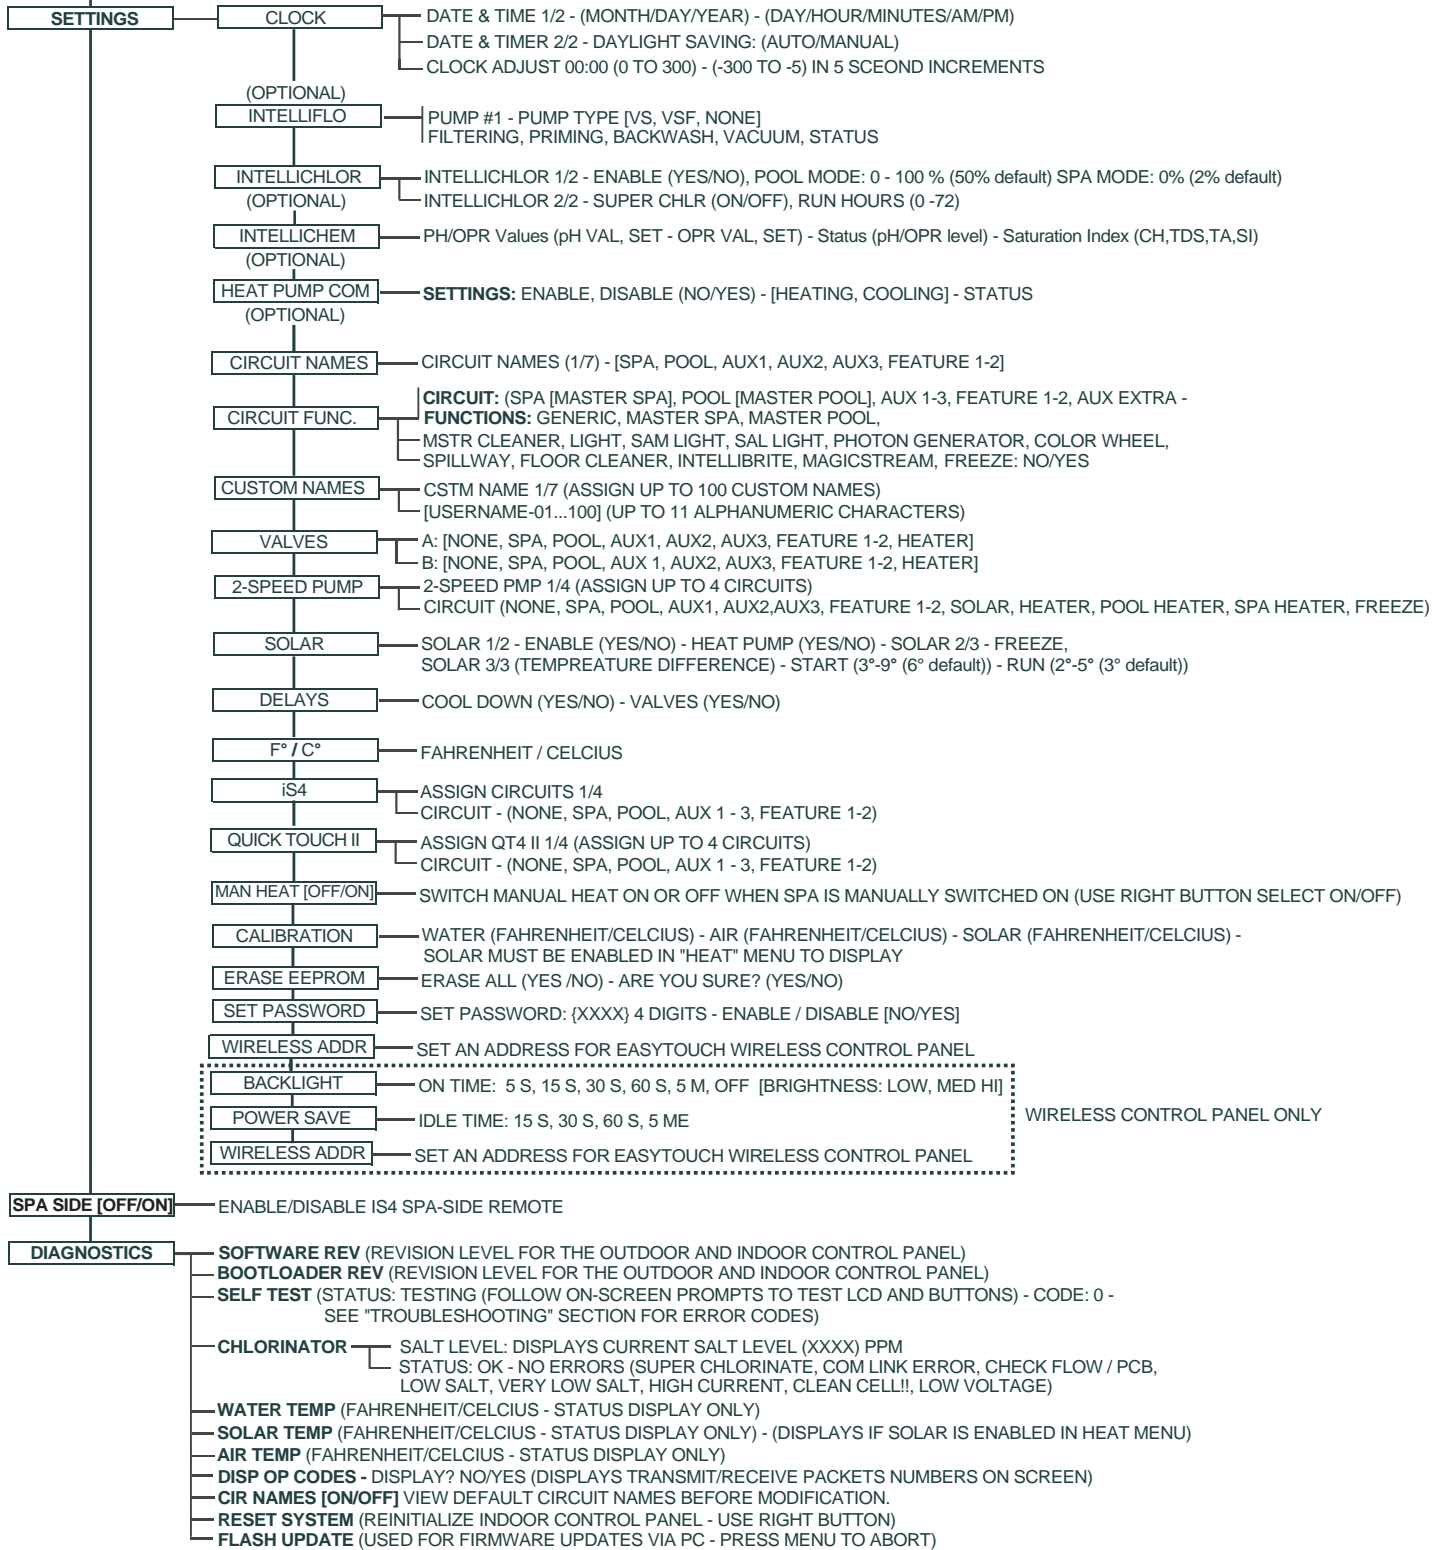 SETTINGS
CLOCK
DATE & TIME 1/2 - (MONTH/DAY/YEAR) - (DAY/HOUR/MINUTES/AM/PM)
DATE & TIMER 2/2 - DAYLIGHT SAVING: (AUTO/MANUAL)
CLOCK ADJUST 00:00 (0 TO 300) - (-300 TO -5) IN 5 SCEOND INCREMENTS
(OPTIONAL)
INTELLIFLO
PUMP #1 - PUMP TYPE [VS, VSF, NONE]
FILTERING, PRIMING, BACKWASH, VACUUM, STATUS
INTELLICHLOR
INTELLICHLOR 1/2 - ENABLE (YES/NO), POOL MODE: 0 - 100 % (50% default) SPA MODE: 0% (2% default)
(OPTIONAL)
INTELLICHLOR 2/2 - SUPER CHLR (ON/OFF), RUN HOURS (0 -72)
INTELLICHEM
PH/OPR Values (pH VAL, SET - OPR VAL, SET) - Status (pH/OPR level) - Saturation Index (CH,TDS,TA,SI)
(OPTIONAL)
HEAT PUMP COM
SETTINGS: ENABLE, DISABLE (NO/YES) - [HEATING, COOLING] - STATUS
(OPTIONAL)
CIRCUIT NAMES
CIRCUIT NAMES (1/7) - [SPA, POOL, AUX1, AUX2, AUX3, FEATURE 1-2]
CIRCUIT FUNC.
CIRCUIT: (SPA [MASTER SPA], POOL [MASTER POOL], AUX 1-3, FEATURE 1-2, AUX EXTRA -
FUNCTIONS: GENERIC, MASTER SPA, MASTER POOL,
MSTR CLEANER, LIGHT, SAM LIGHT, SAL LIGHT, PHOTON GENERATOR, COLOR WHEEL,
SPILLWAY, FLOOR CLEANER, INTELLIBRITE, MAGICSTREAM, FREEZE: NO/YES
CUSTOM NAMES
CSTM NAME 1/7 (ASSIGN UP TO 100 CUSTOM NAMES)
[USERNAME-01...100] (UP TO 11 ALPHANUMERIC CHARACTERS)
VALVES
A: [NONE, SPA, POOL, AUX1, AUX2, AUX3, FEATURE 1-2, HEATER]
B: [NONE, SPA, POOL, AUX 1, AUX2, AUX3, FEATURE 1-2, HEATER]
2-SPEED PUMP
2-SPEED PMP 1/4 (ASSIGN UP TO 4 CIRCUITS)
CIRCUIT (NONE, SPA, POOL, AUX1, AUX2,AUX3, FEATURE 1-2, SOLAR, HEATER, POOL HEATER, SPA HEATER, FREEZE)
SOLAR
SOLAR 1/2 - ENABLE (YES/NO) - HEAT PUMP (YES/NO) - SOLAR 2/3 - FREEZE,
SOLAR 3/3 (TEMPREATURE DIFFERENCE) - START (3°-9° (6° default)) - RUN (2°-5° (3° default))
DELAYS
COOL DOWN (YES/NO) - VALVES (YES/NO)
F° / C°
FAHRENHEIT / CELCIUS
iS4
ASSIGN CIRCUITS 1/4
CIRCUIT - (NONE, SPA, POOL, AUX 1 - 3, FEATURE 1-2)
QUICK TOUCH II
ASSIGN QT4 II 1/4 (ASSIGN UP TO 4 CIRCUITS)
CIRCUIT - (NONE, SPA, POOL, AUX 1 - 3, FEATURE 1-2)
MAN HEAT [OFF/ON]
SWITCH MANUAL HEAT ON OR OFF WHEN SPA IS MANUALLY SWITCHED ON (USE RIGHT BUTTON SELECT ON/OFF)
CALIBRATION
WATER (FAHRENHEIT/CELCIUS) - AIR (FAHRENHEIT/CELCIUS) - SOLAR (FAHRENHEIT/CELCIUS) -
SOLAR MUST BE ENABLED IN "HEAT" MENU TO DISPLAY
ERASE EEPROM
ERASE ALL (YES /NO) - ARE YOU SURE? (YES/NO)
SET PASSWORD
SET PASSWORD: {XXXX} 4 DIGITS - ENABLE / DISABLE [NO/YES]
WIRELESS ADDR
SET AN ADDRESS FOR EASYTOUCH WIRELESS CONTROL PANEL
BACKLIGHT
ON TIME: 5 S, 15 S, 30 S, 60 S, 5 M, OFF [BRIGHTNESS: LOW, MED HI]
POWER SAVE
IDLE TIME: 15 S, 30 S, 60 S, 5 ME
WIRELESS CONTROL PANEL ONLY
WIRELESS ADDR
SET AN ADDRESS FOR EASYTOUCH WIRELESS CONTROL PANEL
SPA SIDE [OFF/ON]
ENABLE/DISABLE IS4 SPA-SIDE REMOTE
DIAGNOSTICS
SOFTWARE REV (REVISION LEVEL FOR THE OUTDOOR AND INDOOR CONTROL PANEL)
BOOTLOADER REV (REVISION LEVEL FOR THE OUTDOOR AND INDOOR CONTROL PANEL)
SELF TEST (STATUS: TESTING (FOLLOW ON-SCREEN PROMPTS TO TEST LCD AND BUTTONS) - CODE: 0 -
SEE "TROUBLESHOOTING" SECTION FOR ERROR CODES)
CHLORINATOR
SALT LEVEL: DISPLAYS CURRENT SALT LEVEL (XXXX) PPM
STATUS: OK - NO ERRORS (SUPER CHLORINATE, COM LINK ERROR, CHECK FLOW / PCB,
LOW SALT, VERY LOW SALT, HIGH CURRENT, CLEAN CELL!!, LOW VOLTAGE)
WATER TEMP (FAHRENHEIT/CELCIUS - STATUS DISPLAY ONLY)
SOLAR TEMP (FAHRENHEIT/CELCIUS - STATUS DISPLAY ONLY) - (DISPLAYS IF SOLAR IS ENABLED IN HEAT MENU)
AIR TEMP (FAHRENHEIT/CELCIUS - STATUS DISPLAY ONLY)
DISP OP CODES - DISPLAY? NO/YES (DISPLAYS TRANSMIT/RECEIVE PACKETS NUMBERS ON SCREEN)
CIR NAMES [ON/OFF] VIEW DEFAULT CIRCUIT NAMES BEFORE MODIFICATION.
RESET SYSTEM (REINITIALIZE INDOOR CONTROL PANEL - USE RIGHT BUTTON)
FLASH UPDATE (USED FOR FIRMWARE UPDATES VIA PC - PRESS MENU TO ABORT)